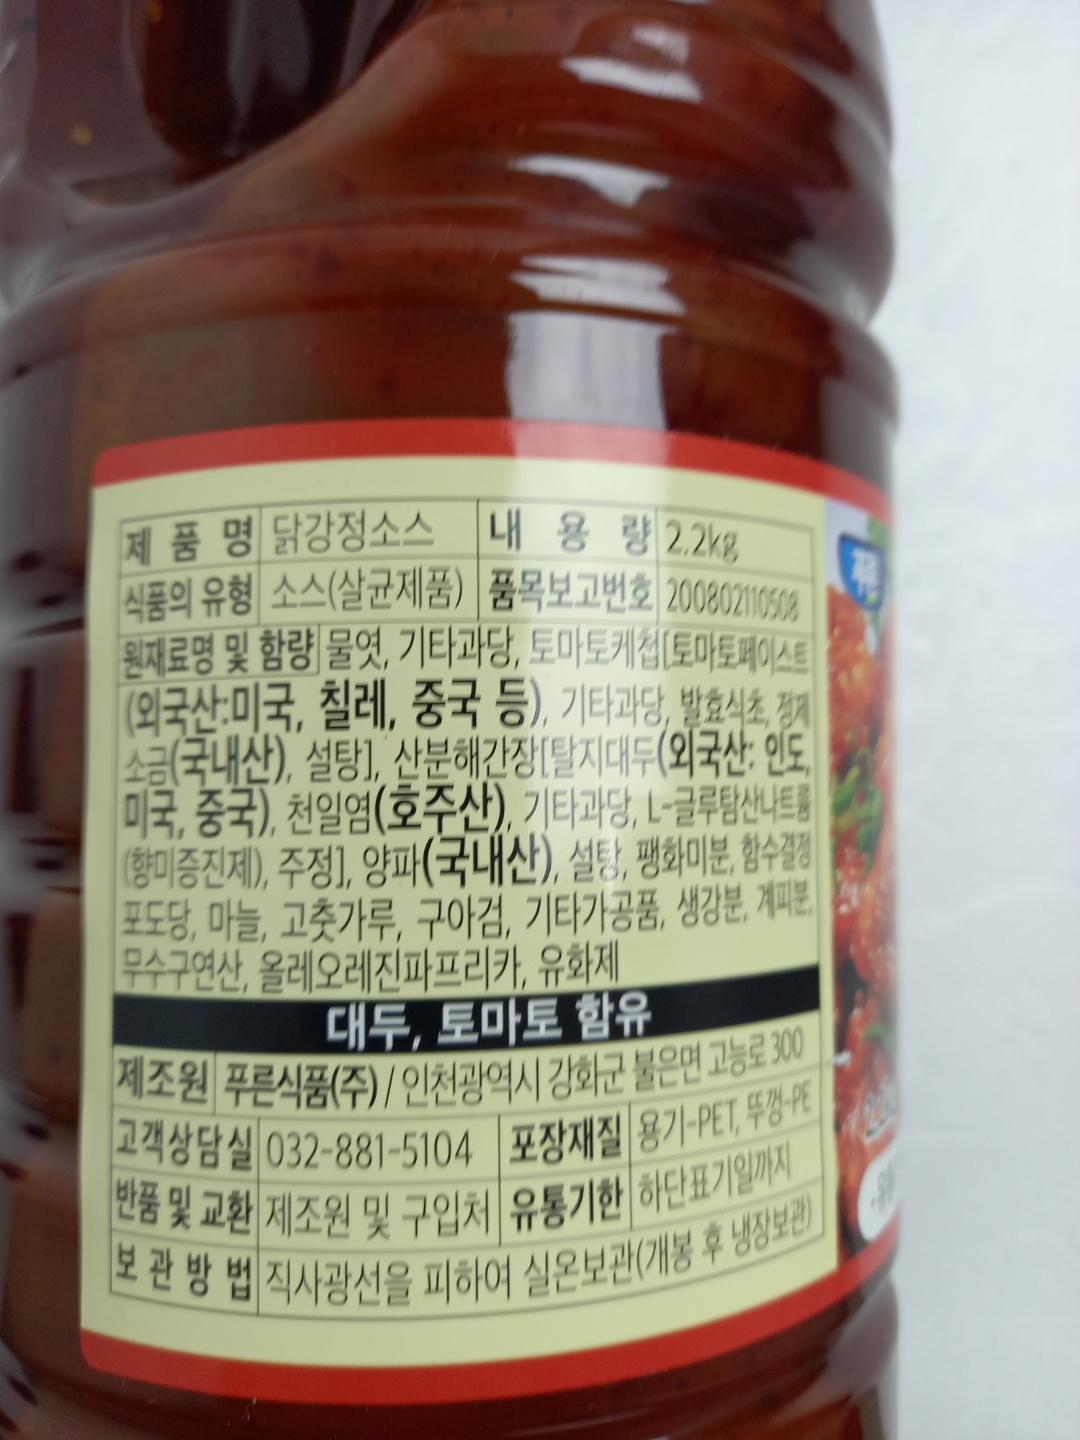 제 품 명 닭강정소스 내 용 량 2.2kg
식품의 유형 소스(살균제품) 품목보고번호 200802110508
원재료명 및 함량 물엿, 기타과당, 토마토케첩[토마토페이스트
(외국산:미국, 칠레, 중국 등), 기타과당, 발효식초, 정제
소금(국내산), 설탕], 산분해간장[탈지대두(외국산: 인도,
미국, 중국), 천일염(호주산), 기타과당, L-글루탐산나트륨
(향미증진제), 주정], 양파(국내산), 설탕, 팽화미분, 함수결정
포도당, 마늘, 고춧가루, 구아검, 기타가공품, 생강분, 계피분,
무수구연산, 올레오레진파프리카, 유화제
대두, 토마토 함유
제조원 푸른식품(주) / 인천광역시 강화군 불은면 고능로 300
고객상담실 032-881-5104 포장재질 용기-PET, 뚜껑-PE
반품 및 교환 제조원 및 구입처 유통기한 하단표기일까지
보 관 방 법 직사광선을 피하여 실온보관(개봉 후 냉장보관)